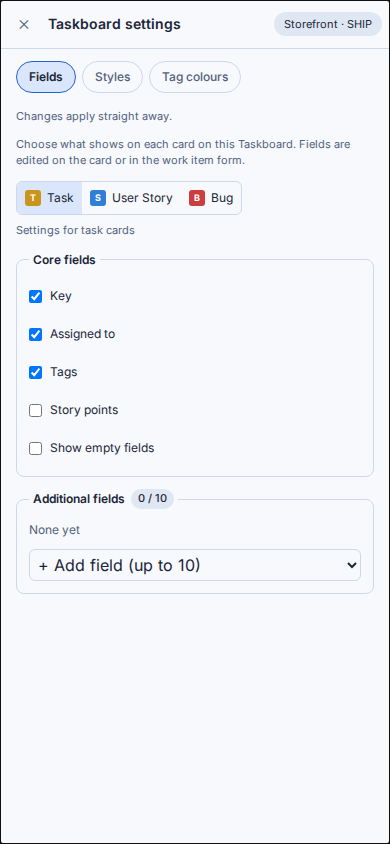 Taskboard settings
Storefront · SHIP
Fields
Styles
Tag colours
Changes apply straight away.
Choose what shows on each card on this Taskboard. Fields are
edited on the card or in the work item form.
T Task
S User Story
B Bug
Settings for task cards
Core fields
Key
Assigned to
Tags
Story points
Show empty fields
Additional fields 0 / 10
None yet
+ Add field (up to 10)